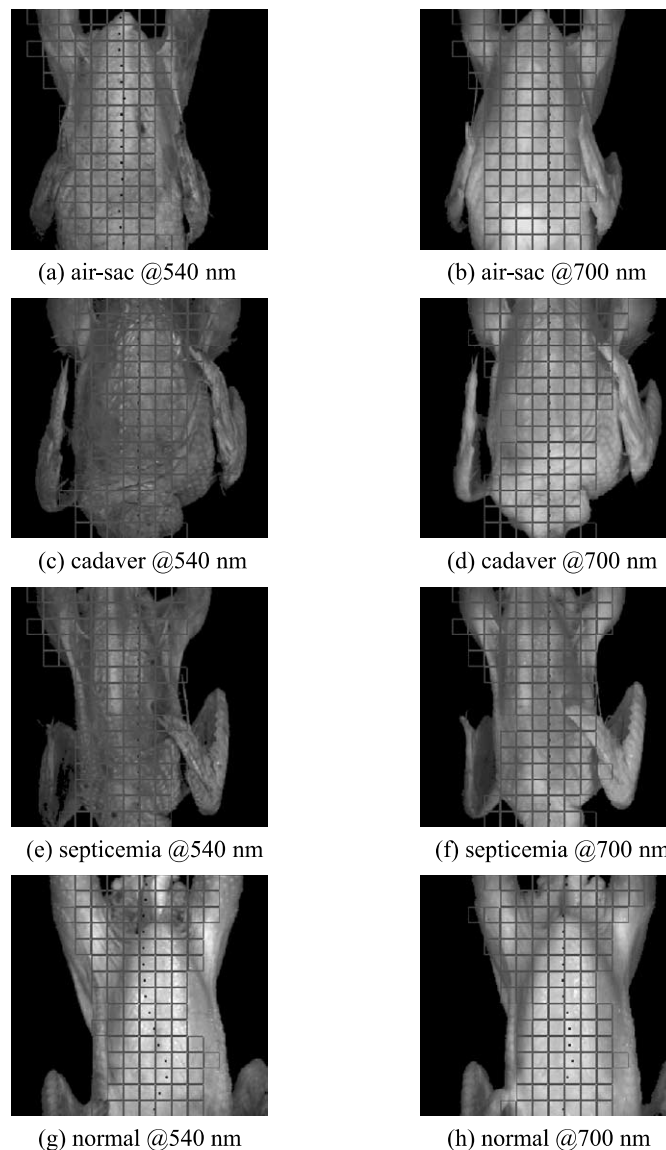 (a) air-sac @540 nm
(b) air-sac @700 nm
(c) cadaver @540 nm
(d) cadaver @700 nm
(e) septicemia @540 nm
(f) septicemia @700 nm
(g) normal @540 nm
(h) normal @700 nm